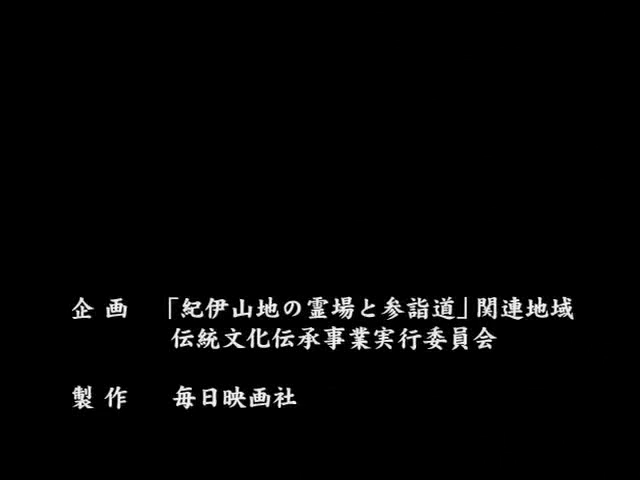 企画 「紀伊山地の霊場と参詣道」関連地域
伝統文化伝承事業実行委員会
製作 毎日映画社